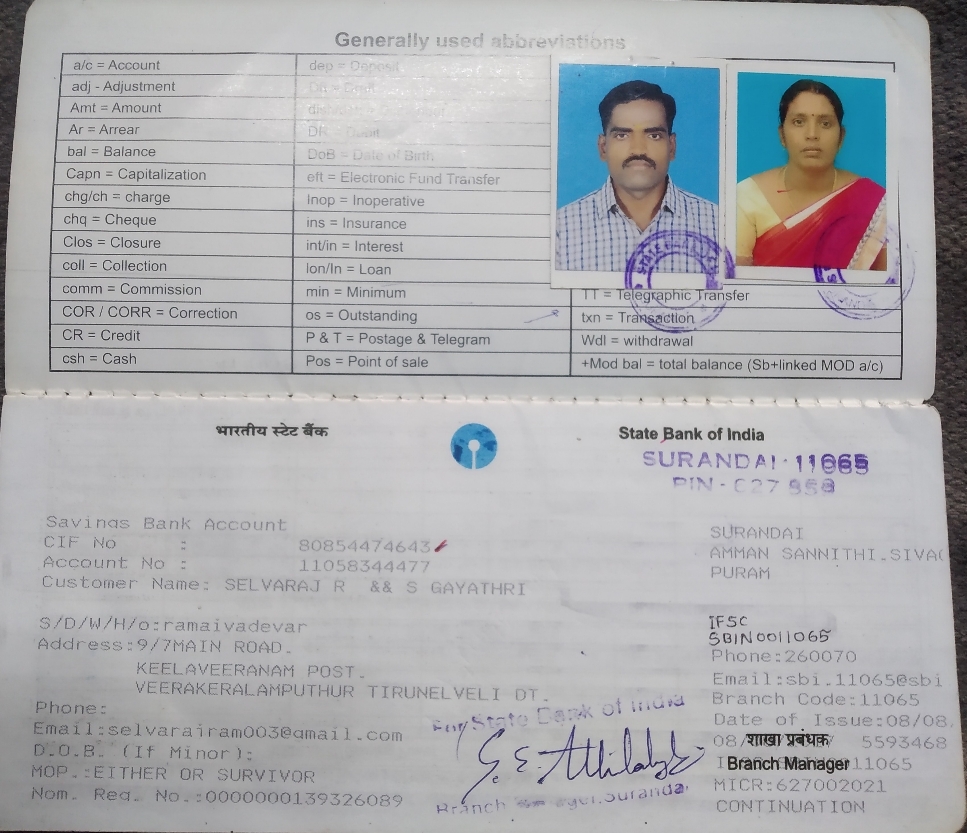 Generally used abbreviations
a/c = Account
adj - Adjustment
Amt = Amount
Ar = Arrear
bal = Balance
Capn = Capitalization
chg/ch = charge
chq = Cheque
Clos = Closure
coll = Collection
comm = Commission
COR / CORR = Correction
CR = Credit
csh = Cash
dep = Deposit
DR = Debit
DoB = Date of Birth
eft = Electronic Fund Transfer
Inop = Inoperative
ins = Insurance
int/in = Interest
lon/ln = Loan
min = Minimum
os = Outstanding
P & T = Postage & Telegram
Pos = Point of sale
TT = Telegraphic Transfer
txn = Transaction
Wdl = withdrawal
+Mod bal = total balance (Sb+linked MOD a/c)
भारतीय स्टेट बैंक
State Bank of India
SURANDAI-11065
PIN-627 859
Savings Bank Account
CIF No : 80854474643
Account No : 11058344477
Customer Name: SELVARAJ R && S GAYATHRI
S/D/W/H/o:ramaivadevar
Address:9/7MAIN ROAD.
KEELAVEERANAM POST.
VEERAKERALAMPUTHUR TIRUNELVELI DT.
Phone:
Email:selvarairam003@gmail.com
D.O.B. (If Minor):
MOP.:EITHER OR SURVIVOR
Nom. Reg. No.:0000000139326089
SURANDAI
AMMAN SANNITHI.SIVA
PURAM
IFSC
SBIN0011065
Phone:260070
Email:sbi.11065@sbi
Branch Code:11065
Date of Issue:08/08/
08/ 5593468
शाखा प्रबंधक
11065
Branch Manager
MICR:627002021
CONTINUATION
For State Bank of India
Branch Manager.Surandai